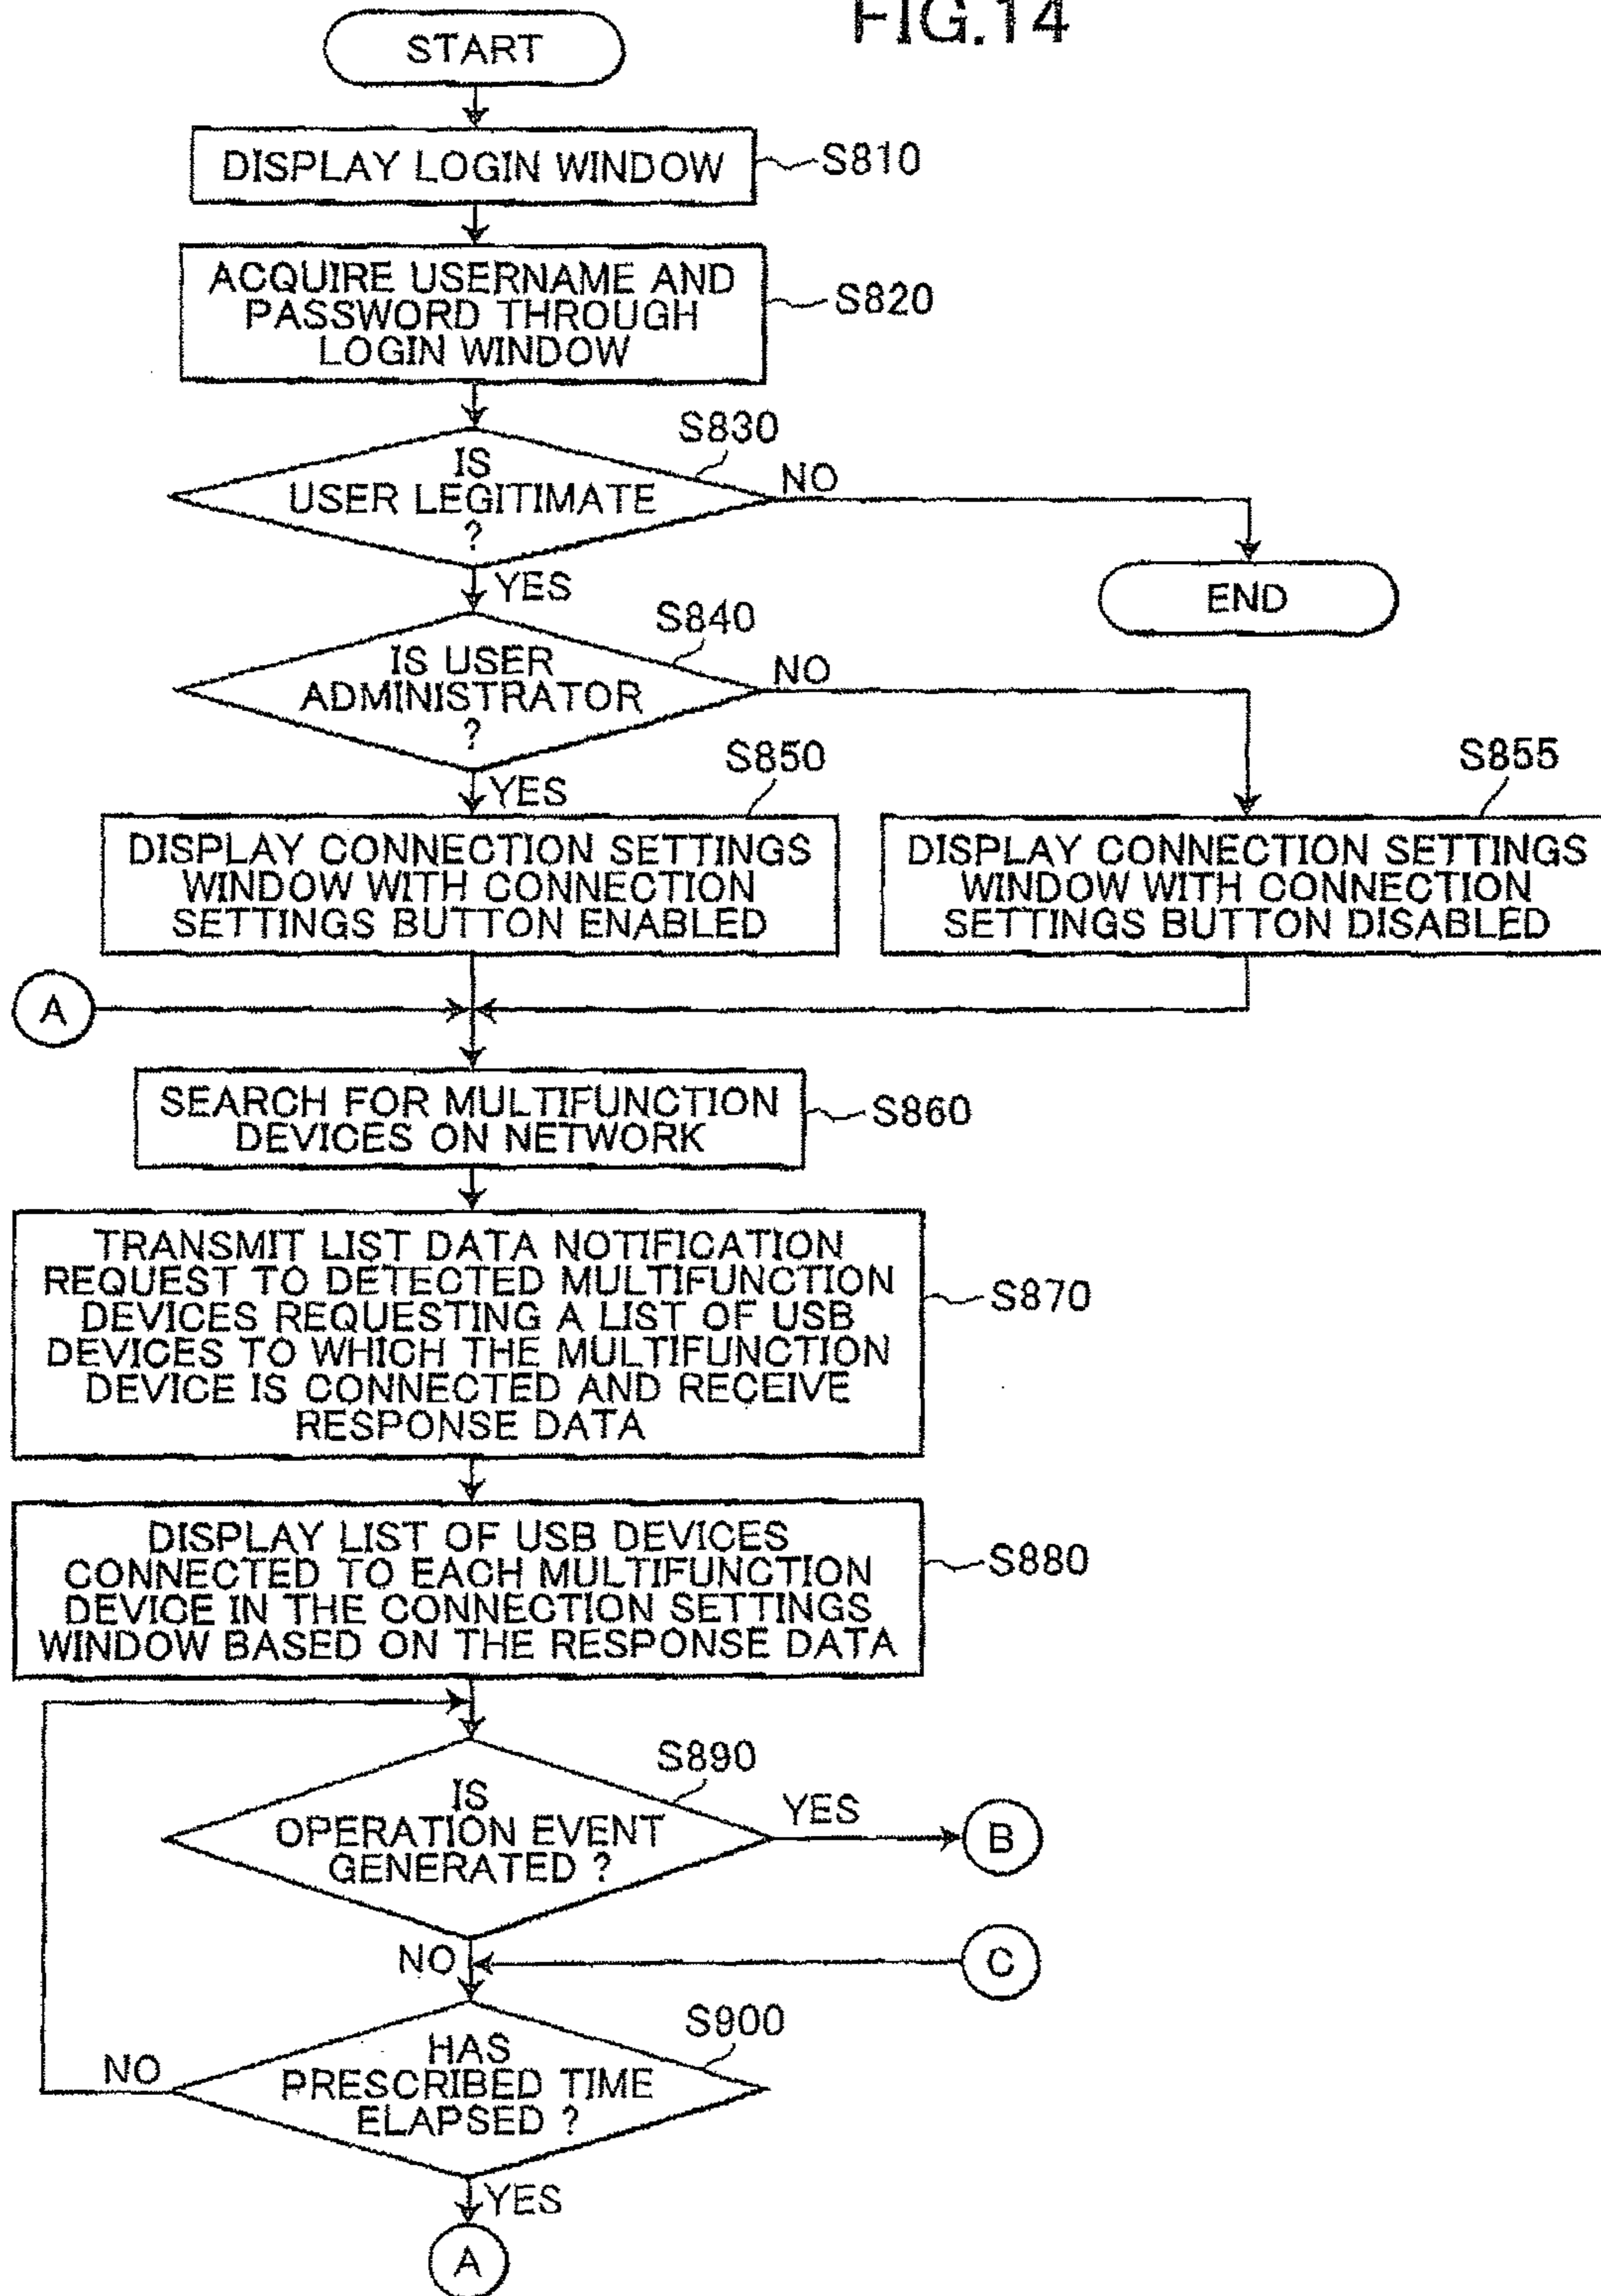 FIG.14
START
DISPLAY LOGIN WINDOW
S810
ACQUIRE USERNAME AND
PASSWORD THROUGH
LOGIN WINDOW
S820
S830
IS
USER LEGITIMATE
?
NO
YES
END
S840
IS USER
ADMINISTRATOR
?
NO
YES
S850
S855
DISPLAY CONNECTION SETTINGS
WINDOW WITH CONNECTION
SETTINGS BUTTON ENABLED
DISPLAY CONNECTION SETTINGS
WINDOW WITH CONNECTION
SETTINGS BUTTON DISABLED
A
SEARCH FOR MULTIFUNCTION
DEVICES ON NETWORK
S860
TRANSMIT LIST DATA NOTIFICATION
REQUEST TO DETECTED MULTIFUNCTION
DEVICES REQUESTING A LIST OF USB
DEVICES TO WHICH THE MULTIFUNCTION
DEVICE IS CONNECTED AND RECEIVE
RESPONSE DATA
S870
DISPLAY LIST OF USB DEVICES
CONNECTED TO EACH MULTIFUNCTION
DEVICE IN THE CONNECTION SETTINGS
WINDOW BASED ON THE RESPONSE DATA
S880
S890
IS
OPERATION EVENT
GENERATED ?
YES
B
NO
C
S900
HAS
PRESCRIBED TIME
ELAPSED ?
NO
YES
A